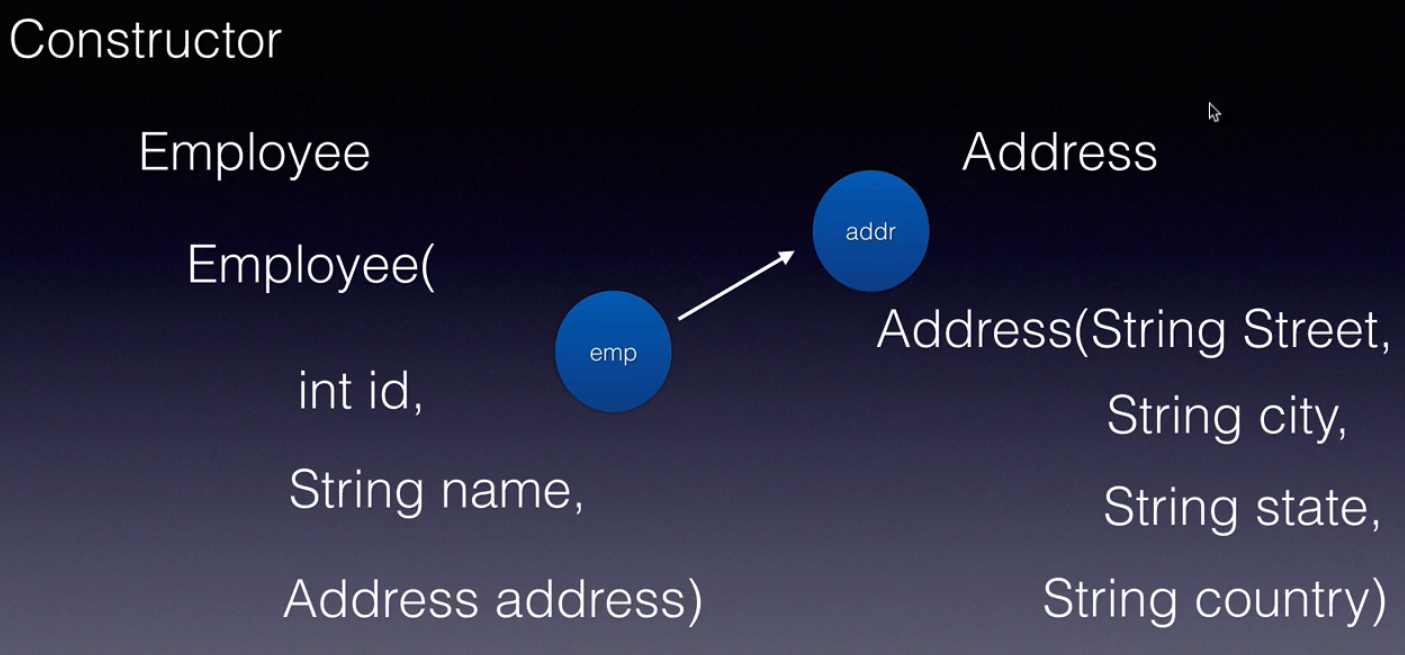 Constructor
Employee
Address
addr
Employee(
emp
int id,
String name,
Address address)
Address(String Street,
String city,
String state,
String country)